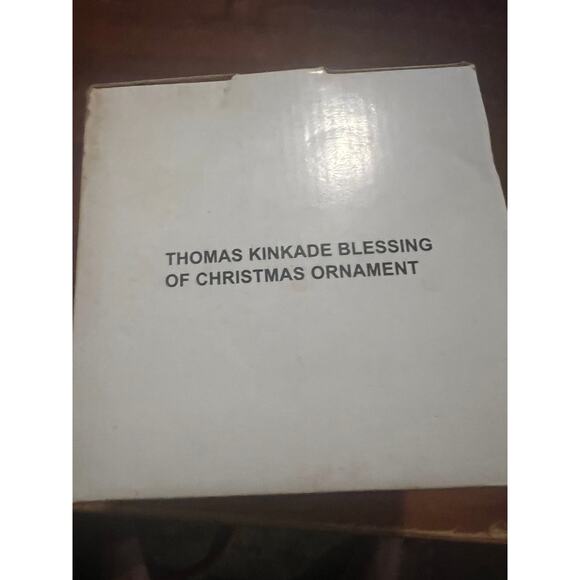 THOMAS KINKADE BLESSING
OF CHRISTMAS ORNAMENT